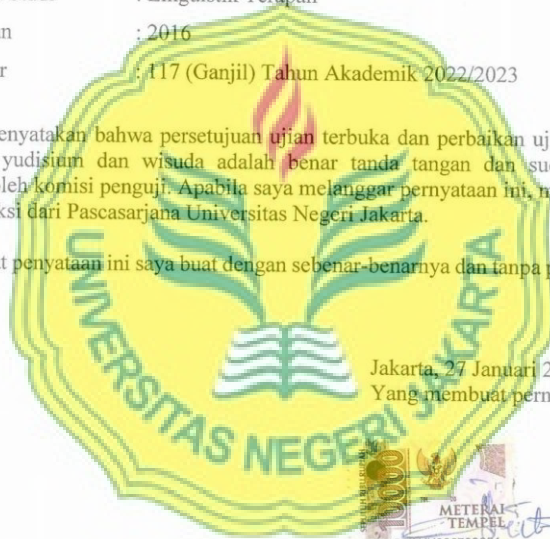 : Linguistik Terapan
: 2016
: 117 (Ganjil) Tahun Akademik 2022/2023
enyatakan bahwa persetujuan ujian terbuka dan perbaikan uj
yudisium dan wisuda adalah benar tanda tangan dan su
oleh komisi penguji. Apabila saya melanggar pernyataan ini, n
ksi dari Pascasarjana Universitas Negeri Jakarta.
at penyataan ini saya buat dengan sebenar-benarnya dan tanpa p
Jakarta, 27 Januari 2
Yang membuat pern
UNIVERSITAS NEGERI JAKARTA
10000
METERAI
TEMPEL